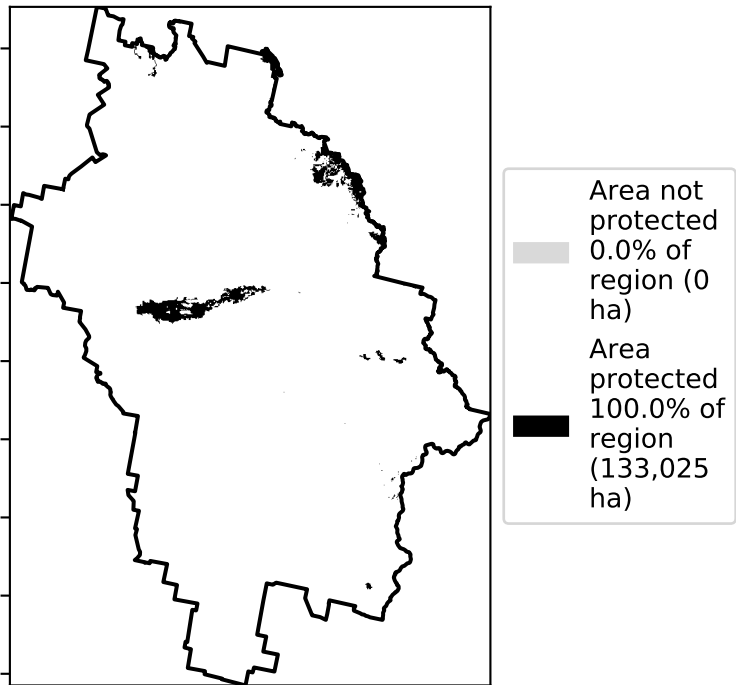 Area not
protected
0.0% of
region (0
ha)
Area
protected
100.0% of
region
(133,025
ha)